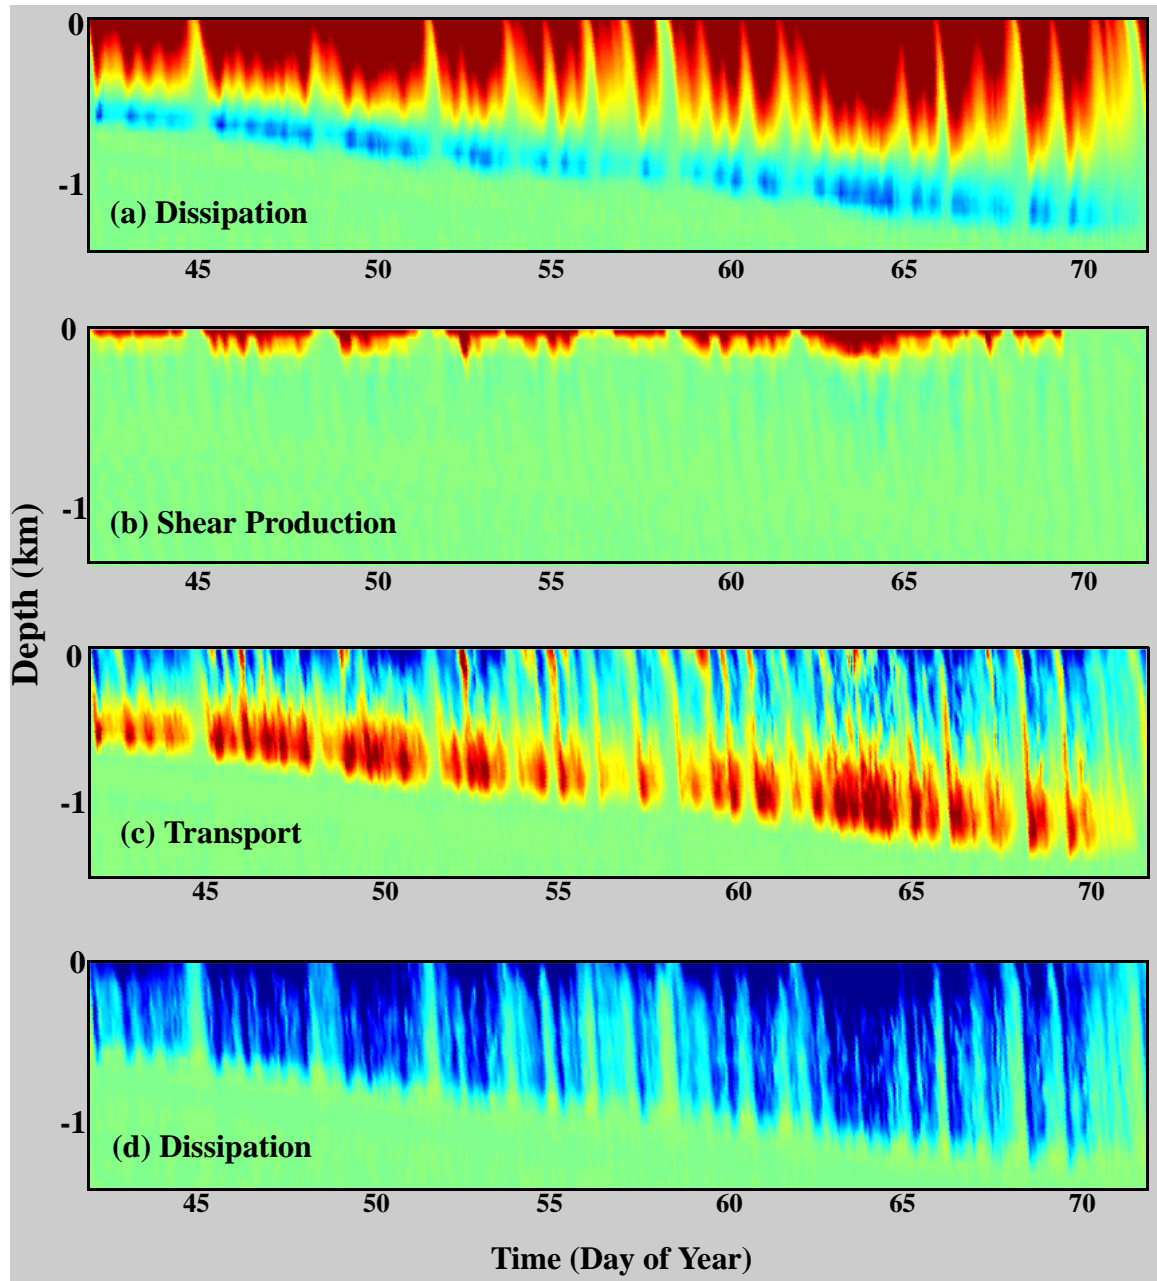 0
-1
(a) Dissipation
45 50 55 60 65 70
0
-1
(b) Shear Production
45 50 55 60 65 70
Depth (km)
0
-1
(c) Transport
45 50 55 60 65 70
0
-1
(d) Dissipation
45 50 55 60 65 70
Time (Day of Year)